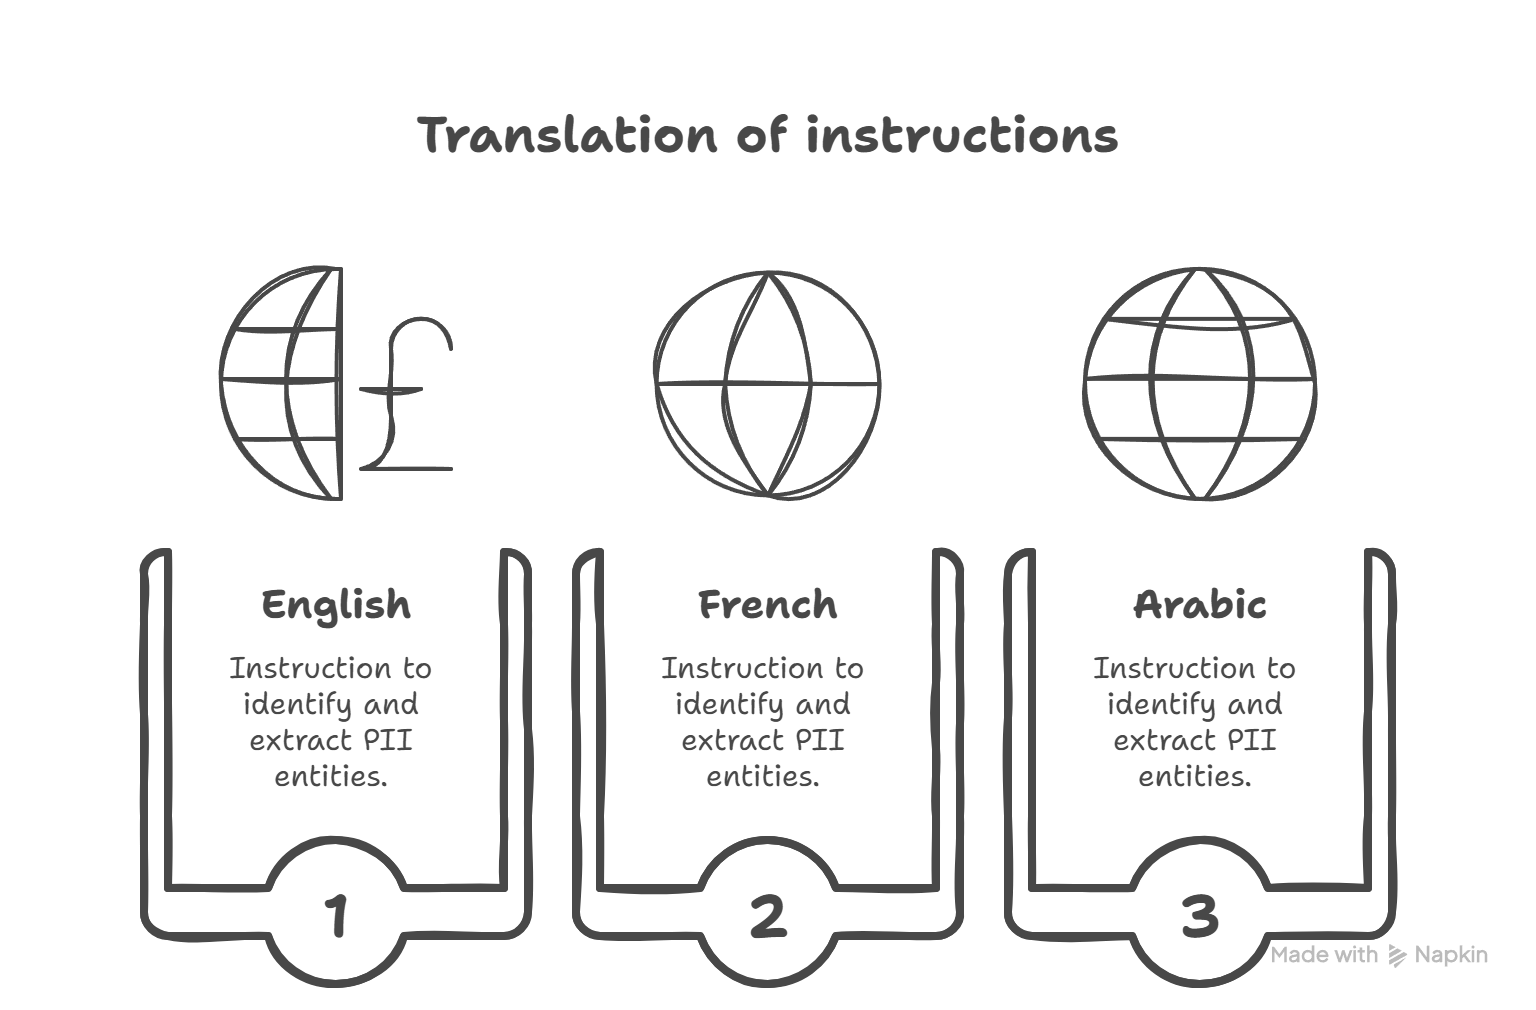 Translation of instructions
£
English
Instruction to
identify and
extract PII
entities.
1
French
Instruction to
identify and
extract PII
entities.
2
Arabic
Instruction to
identify and
extract PII
entities.
3
Made with Napkin